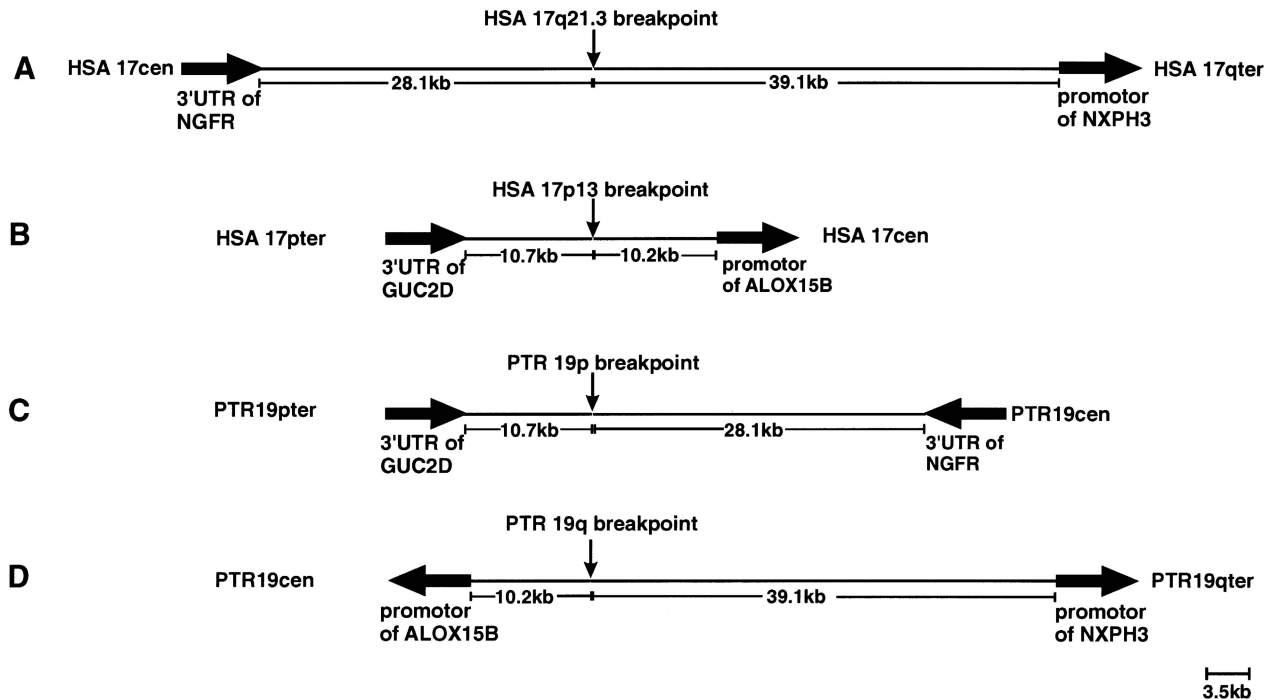 HSA 17q21.3 breakpoint
A
HSA 17cen
HSA 17qter
28.1kb
39.1kb
3'UTR of
NGFR
promotor
of NXPH3
HSA 17p13 breakpoint
B
HSA 17pter
HSA 17cen
10.7kb
10.2kb
3'UTR of
GUC2D
promotor
of ALOX15B
PTR 19p breakpoint
C
PTR19pter
PTR19cen
10.7kb
28.1kb
3'UTR of
GUC2D
3'UTR of
NGFR
PTR 19q breakpoint
D
PTR19cen
PTR19qter
10.2kb
39.1kb
promotor
of ALOX15B
promotor
of NXPH3
3.5kb